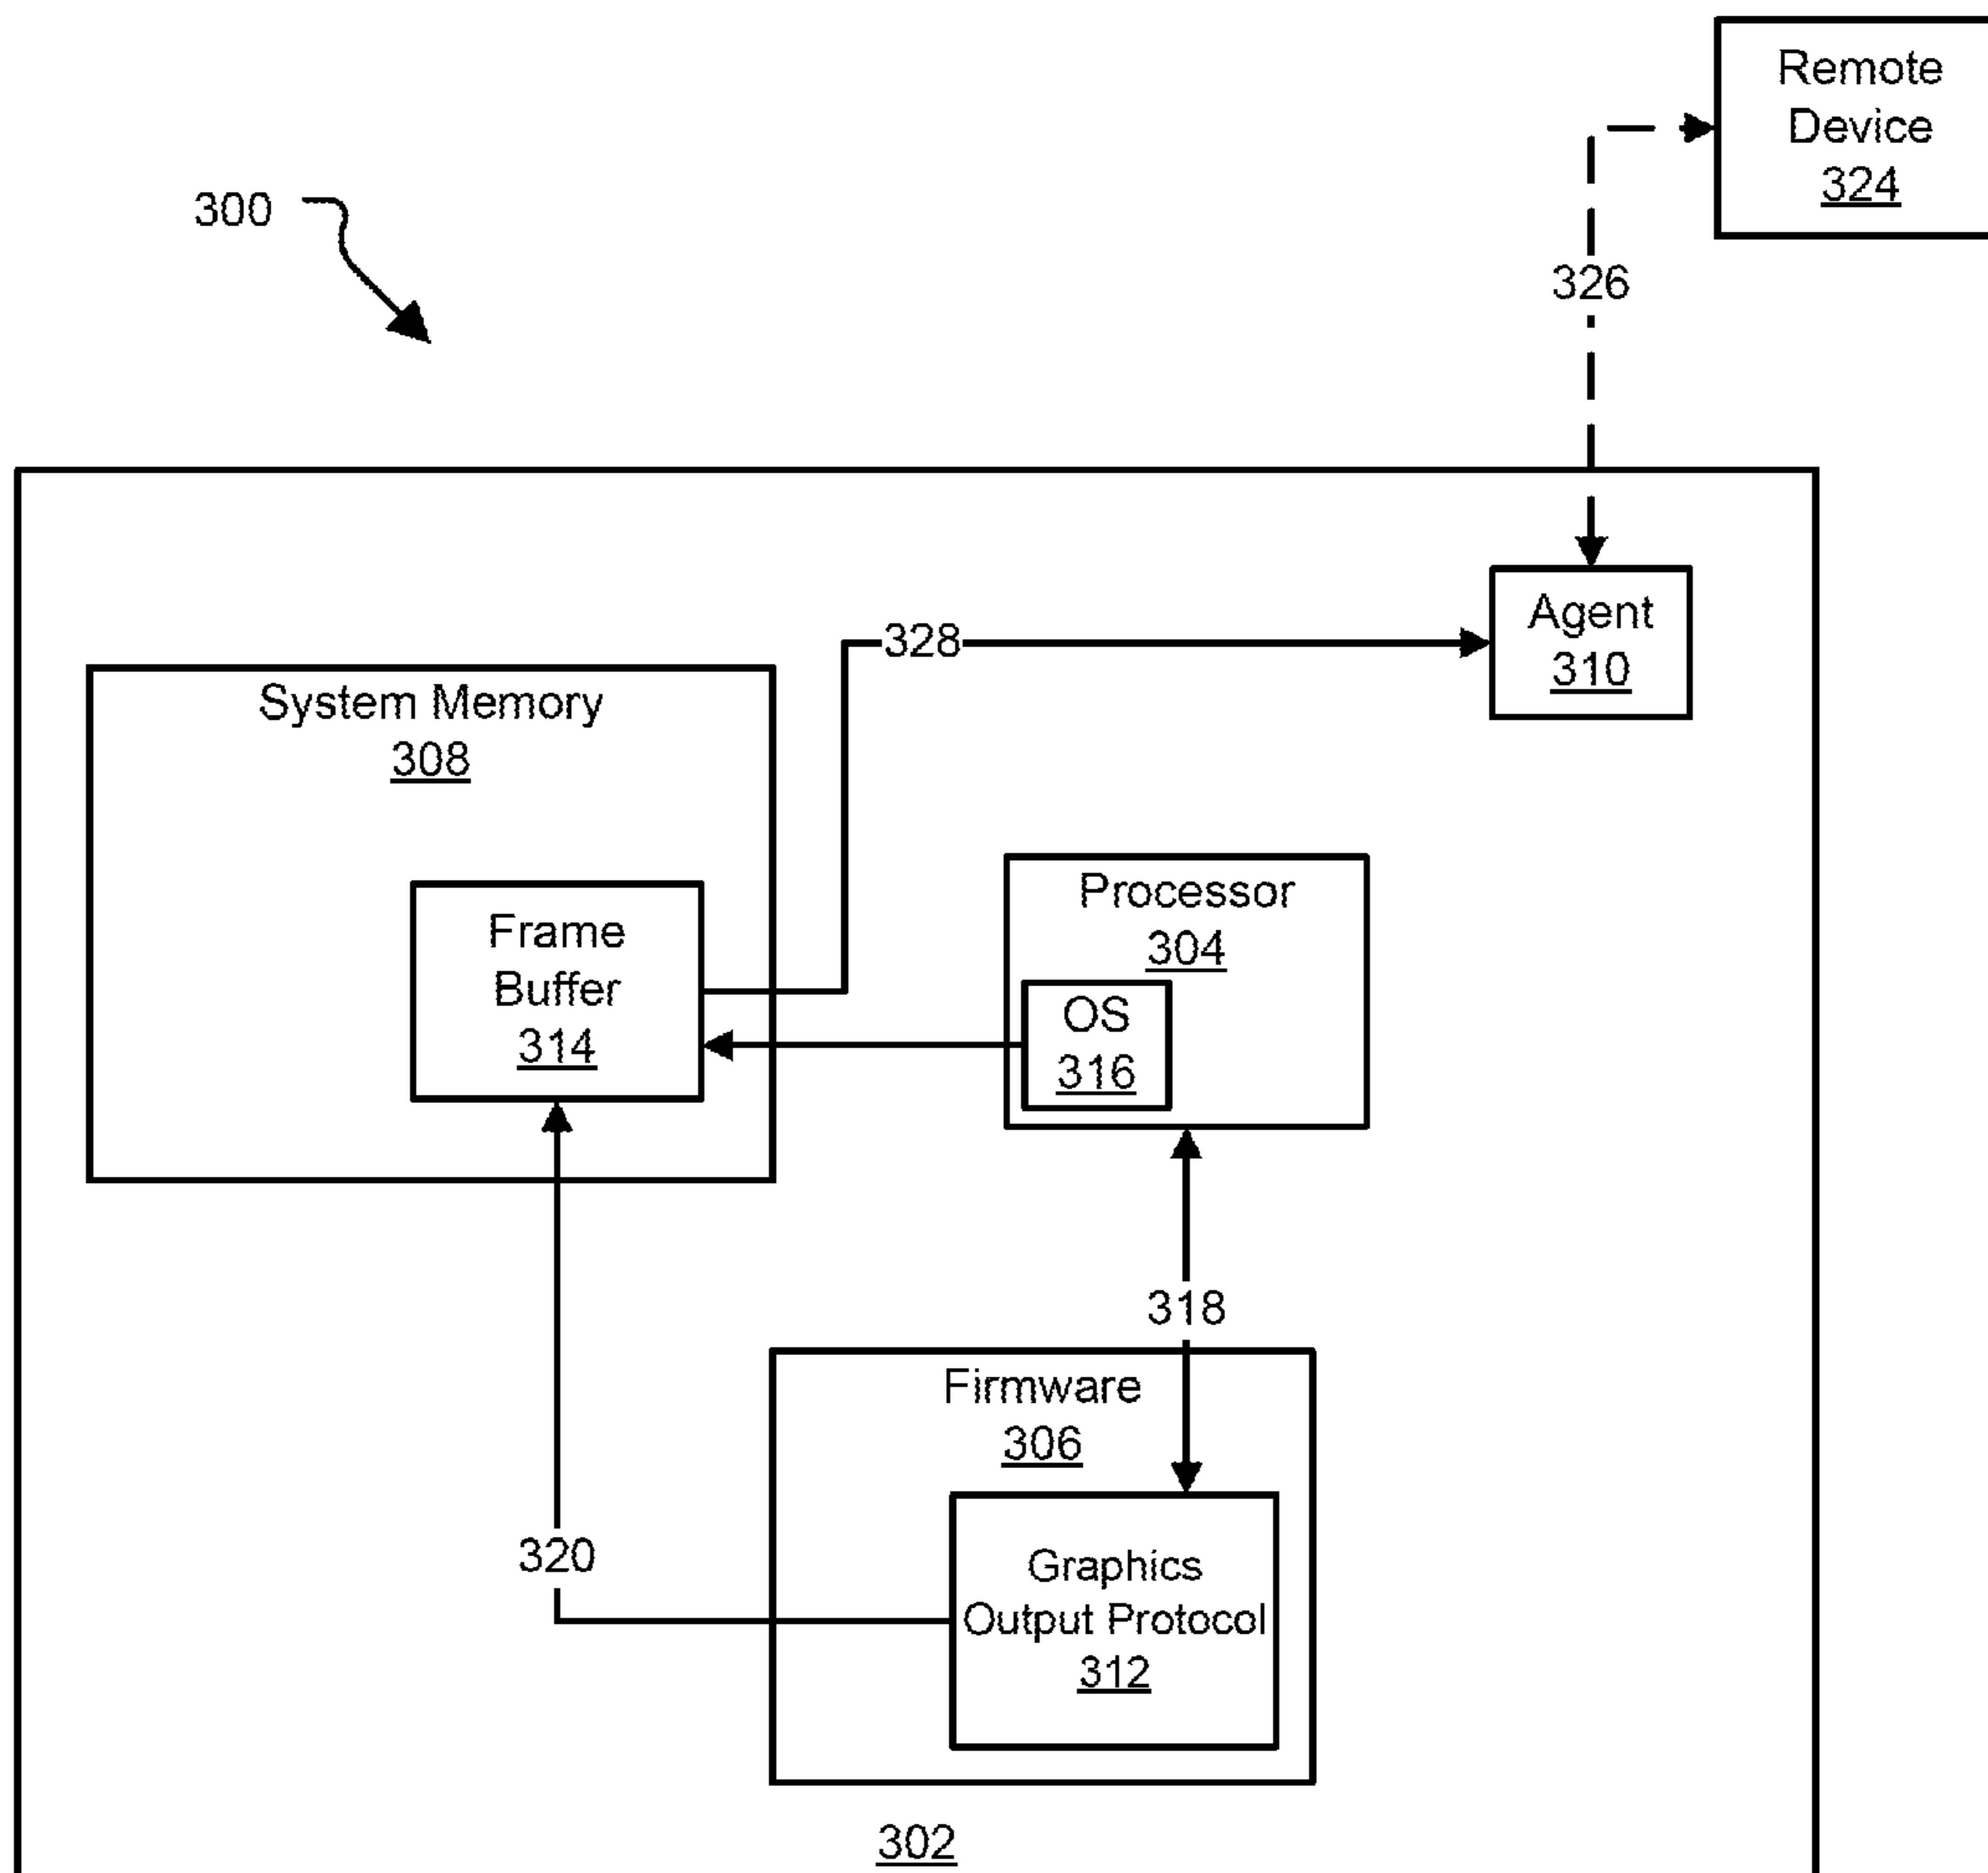 Remote
Device
324
300
326
Agent
310
328
System Memory
308
Processor
304
Frame
Buffer
314
OS
316
318
Firmware
306
320
Graphics
Output Protocol
312
302